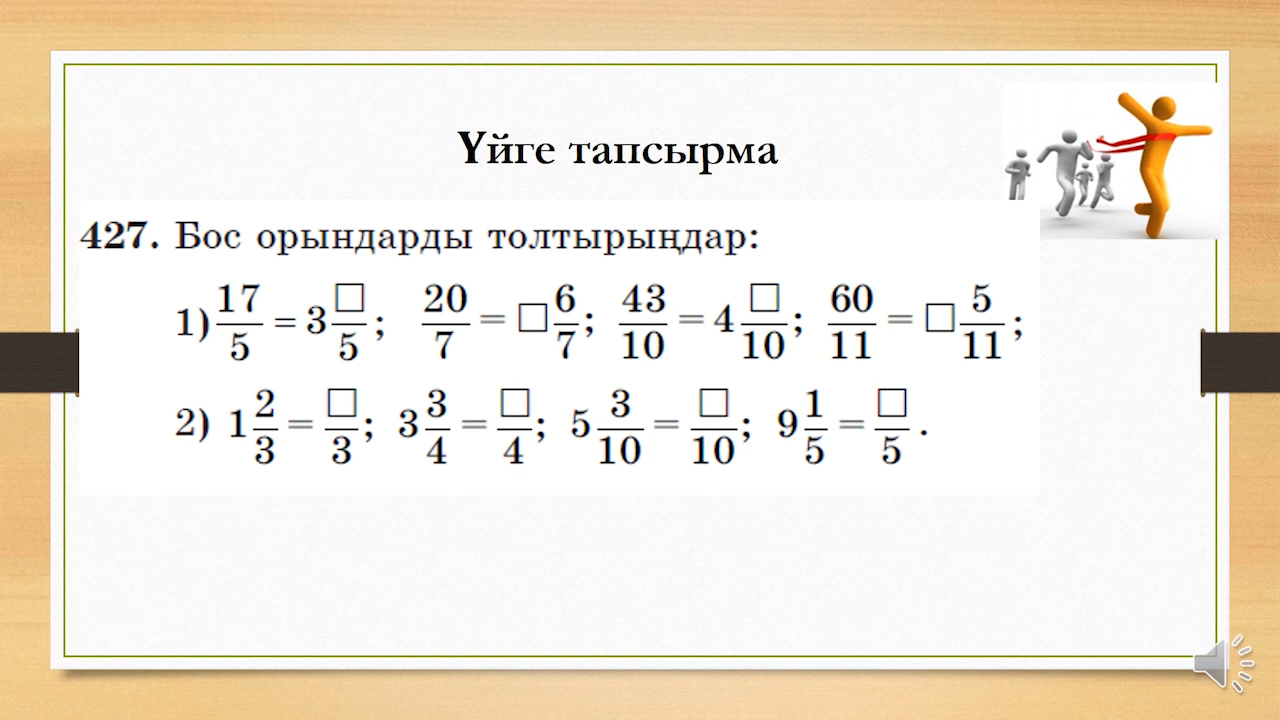 Үйге тапсырма
427. Бос орындарды толтырыңдар:
1) 17/5 = 3 □/5; 20/7 = □ 6/7; 43/10 = 4 □/10; 60/11 = □ 5/11;
2) 1 2/3 = □/3; 3 3/4 = □/4; 5 3/10 = □/10; 9 1/5 = □/5.